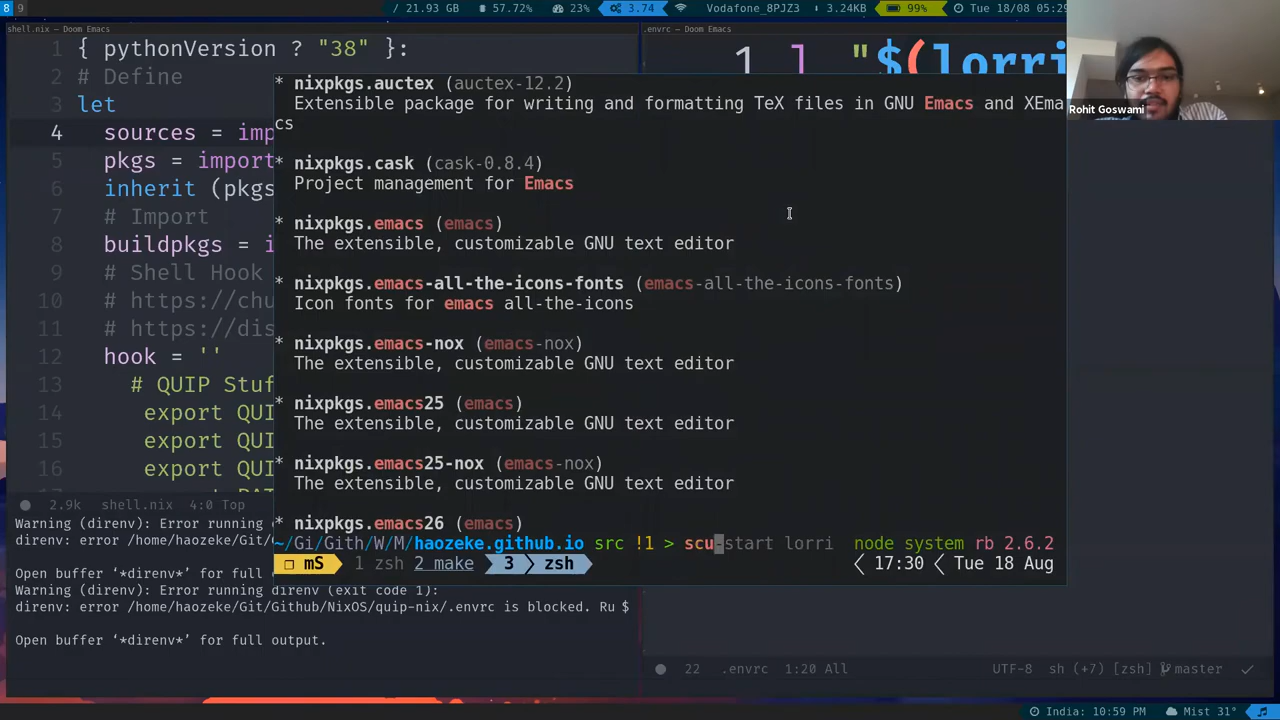 8 9
/ 21.93 GB 57.72% 23% 3.74 Vodafone_8PJZ3 3.24KB 99% Tue 18/08 05:29
shell.nix — Doom Emacs
.envrc — Doom Emacs
1 { pythonVersion ? "38" }:
2 # Define
3 let
4 sources = imp
5 pkgs = import
6 inherit (pkgs
7 # Import
8 buildpkgs = i
9 # Shell Hook
10 # https://chu
11 # https://dis
12 hook = ''
13 # QUIP Stuf
14 export QUI
15 export QUI
16 export QUI
2.9k shell.nix 4:0 Top
Warning (direnv): Error running
direnv: error /home/haozeke/Gi
Open buffer ‘*direnv*’ for ful
Warning (direnv): Error running direnv (exit code 1):
direnv: error /home/haozeke/Git/Github/NixOS/quip-nix/.envrc is blocked. Ru $
Open buffer ‘*direnv*’ for full output.
* nixpkgs.auctex (auctex-12.2)
Extensible package for writing and formatting TeX files in GNU Emacs and XEma
cs
* nixpkgs.cask (cask-0.8.4)
Project management for Emacs
* nixpkgs.emacs (emacs)
The extensible, customizable GNU text editor
* nixpkgs.emacs-all-the-icons-fonts (emacs-all-the-icons-fonts)
Icon fonts for emacs all-the-icons
* nixpkgs.emacs-nox (emacs-nox)
The extensible, customizable GNU text editor
* nixpkgs.emacs25 (emacs)
The extensible, customizable GNU text editor
* nixpkgs.emacs25-nox (emacs-nox)
The extensible, customizable GNU text editor
* nixpkgs.emacs26 (emacs)
~/Gi/Gith/W/M/haozeke.github.io src !1 > scu-start lorri node system rb 2.6.2
mS 1 zsh 2 make 3 zsh 17:30 Tue 18 Aug
1 ] "$(lorri
Rohit Goswami
22 .envrc 1:20 All UTF-8 sh (+7) [zsh] master
India: 10:59 PM Mist 31°